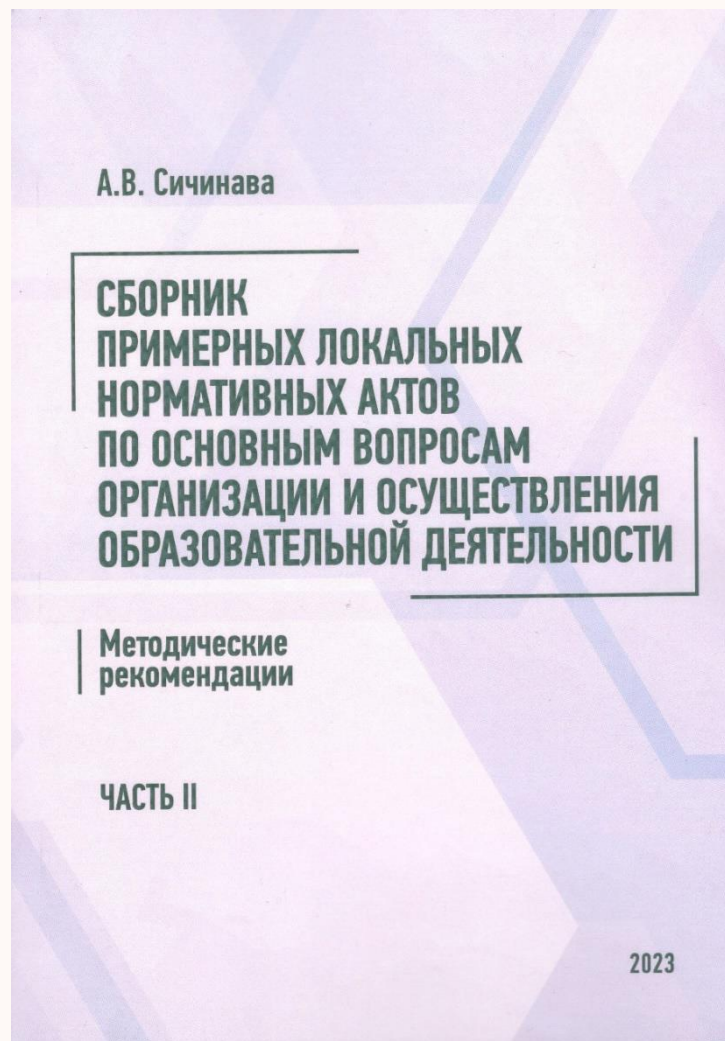 А.В. Сичинава
СБОРНИК
ПРИМЕРНЫХ ЛОКАЛЬНЫХ
НОРМАТИВНЫХ АКТОВ
ПО ОСНОВНЫМ ВОПРОСАМ
ОРГАНИЗАЦИИ И ОСУЩЕСТВЛЕНИЯ
ОБРАЗОВАТЕЛЬНОЙ ДЕЯТЕЛЬНОСТИ
Методические
рекомендации
ЧАСТЬ II
2023